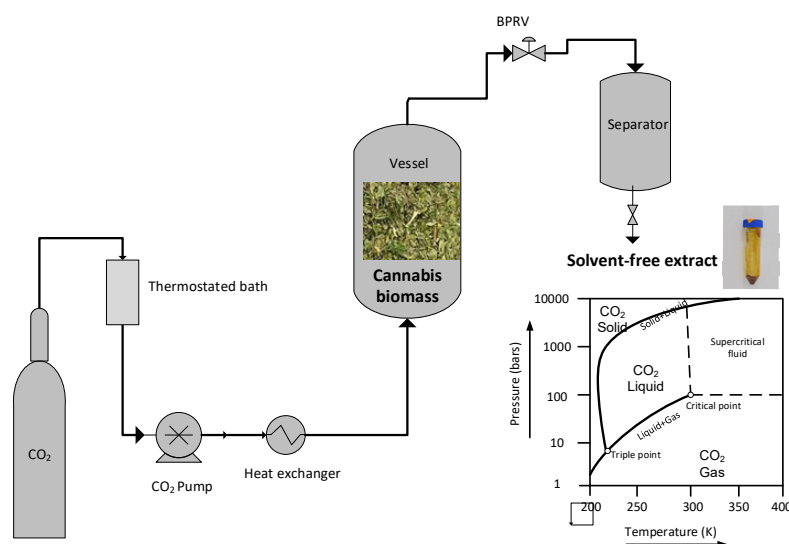 BPRV
Separator
Vessel
Cannabis
biomass
Solvent-free extract
Thermostated bath
CO2
CO2 Pump
Heat exchanger
10000
1000
100
10
1
Pressure (bars)
CO2
Solid
Solid+Liquid
Supercritical
fluid
CO2
Liquid
Critical point
Liquid+Gas
Triple point
CO2
Gas
200
250
300
350
400
Temperature (K)